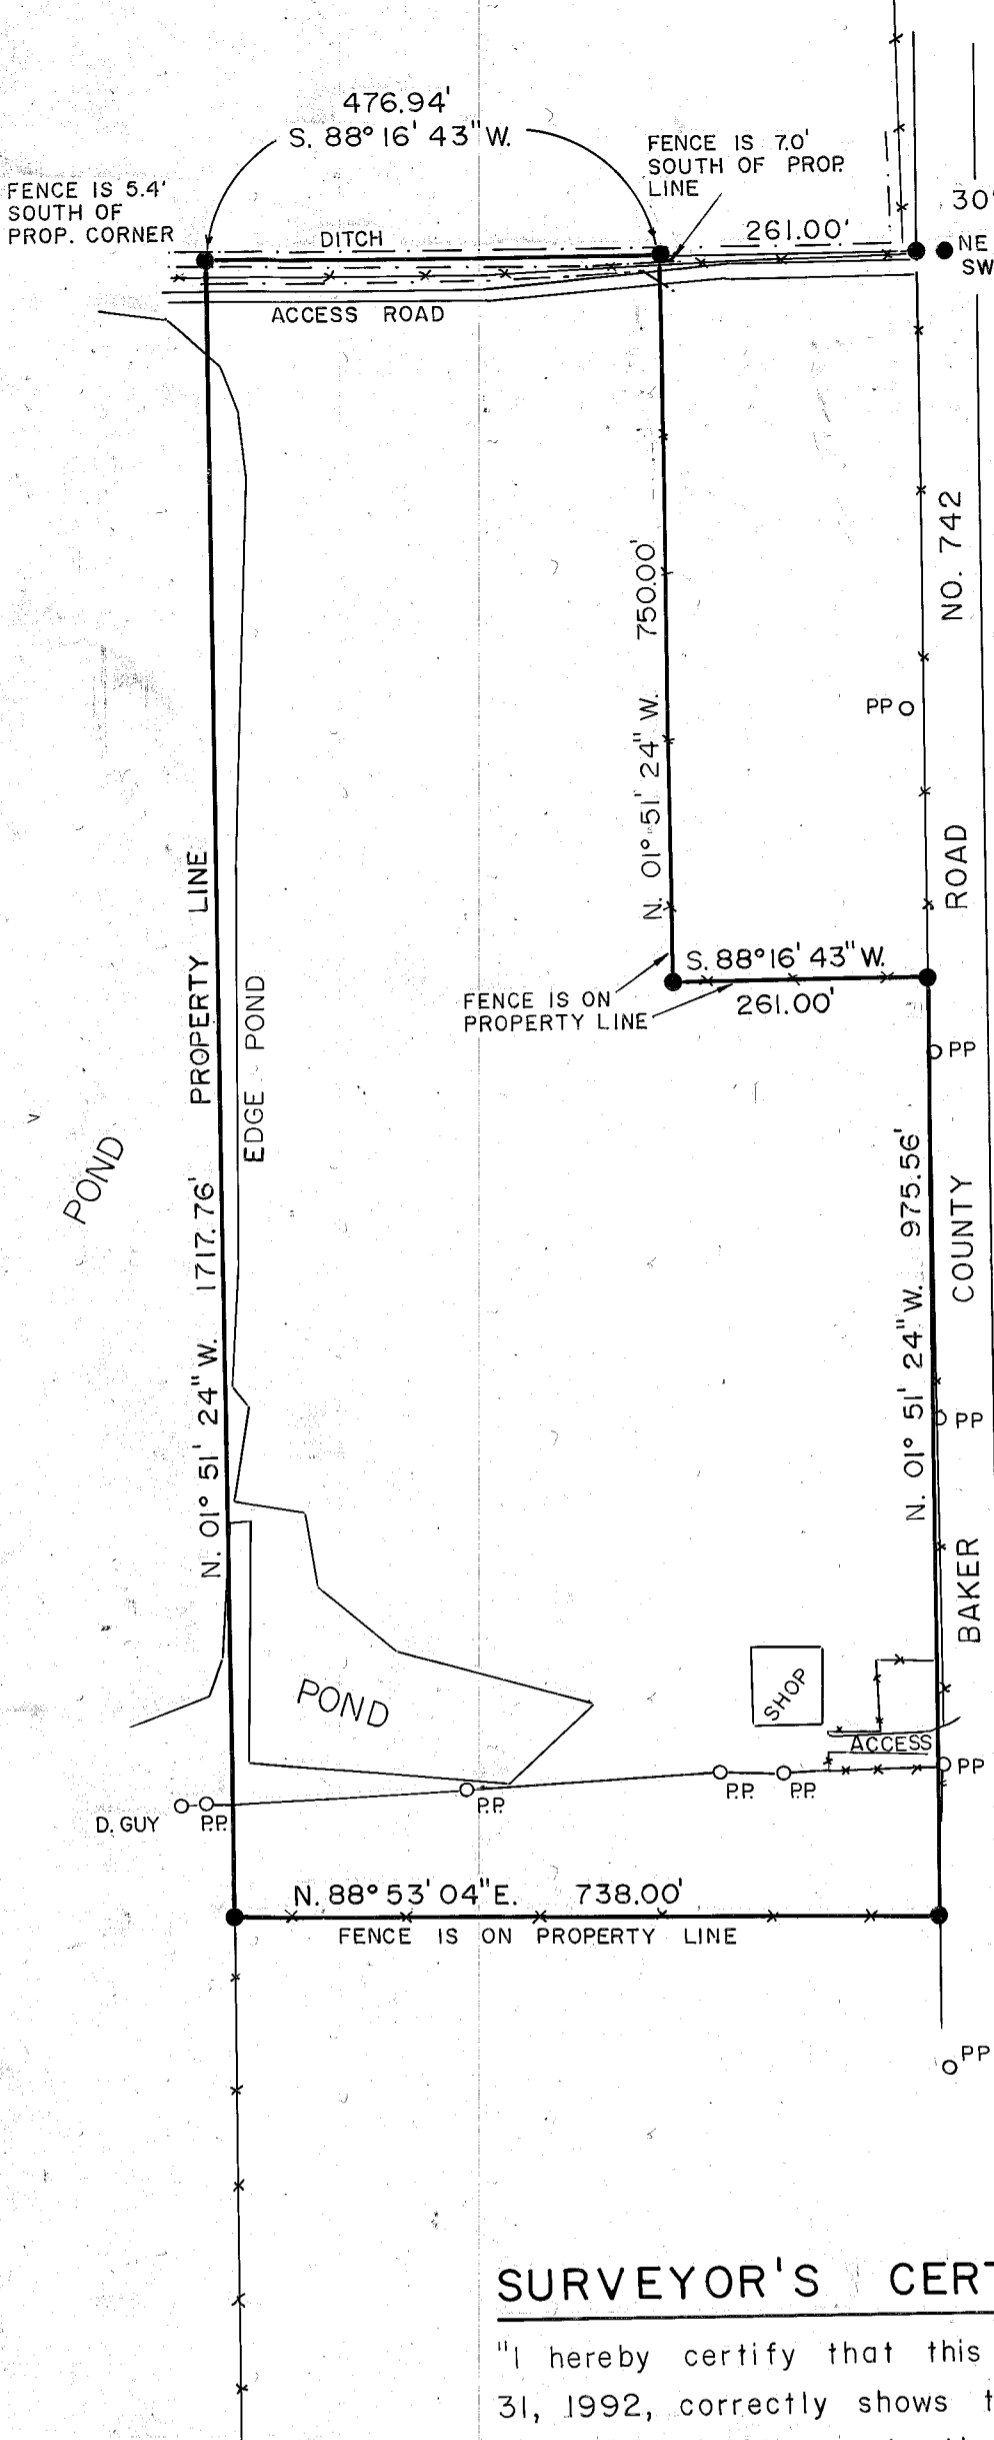 476.94'
S. 88° 16' 43" W.
FENCE IS 7.0'
SOUTH OF PROP.
LINE
FENCE IS 5.4'
SOUTH OF
PROP. CORNER
30'
DITCH
261.00'
NE
SW
ACCESS ROAD
N. 01° 51' 24" W. 750.00'
NO. 742
PP
ROAD
PROPERTY LINE
S. 88° 16' 43" W.
261.00'
FENCE IS ON
PROPERTY LINE
EDGE POND
PP
POND
N. 01° 51' 24" W. 1717.76'
N. 01° 51' 24" W. 975.56'
COUNTY
PP
BAKER
POND
SHOP
ACCESS
PP
P.P.
P.P.
P.P.
D. GUY
P.P.
N. 88° 53' 04" E. 738.00'
FENCE IS ON PROPERTY LINE
PP
SURVEYOR'S CERT
"I hereby certify that this
31, 1992, correctly shows t